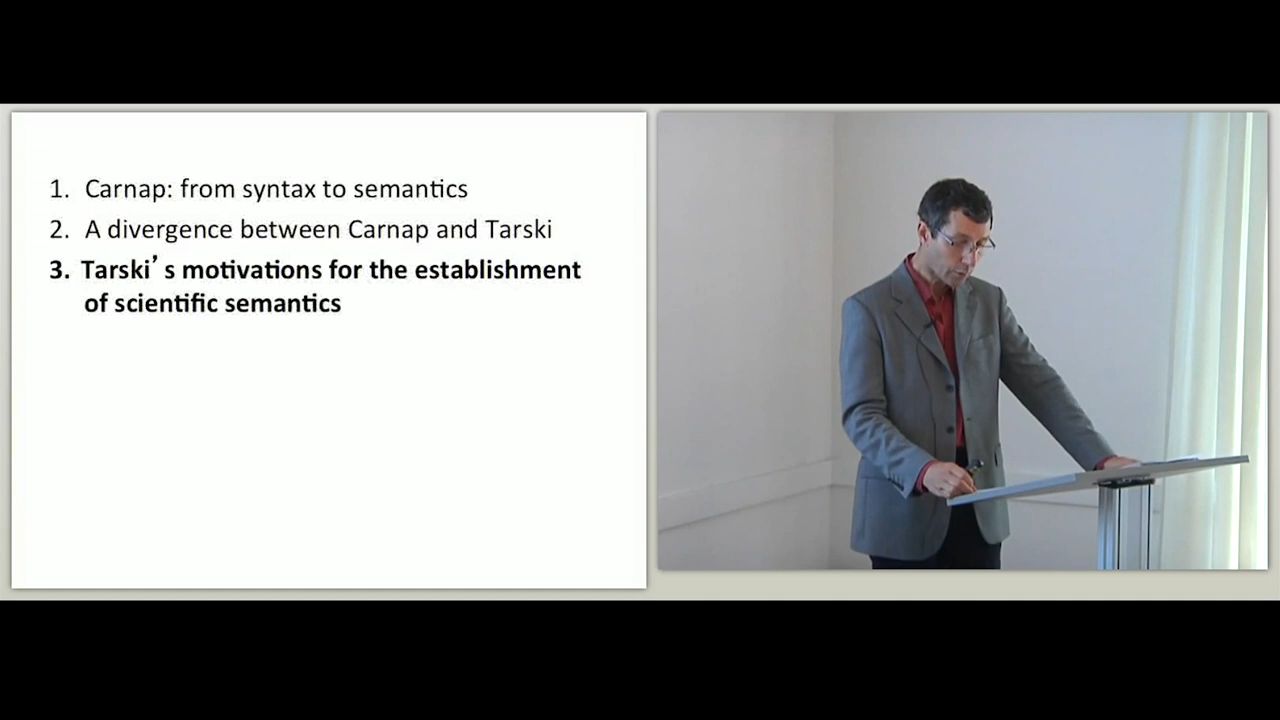 1. Carnap: from syntax to semantics
2. A divergence between Carnap and Tarski
3. Tarski’s motivations for the establishment
of scientific semantics